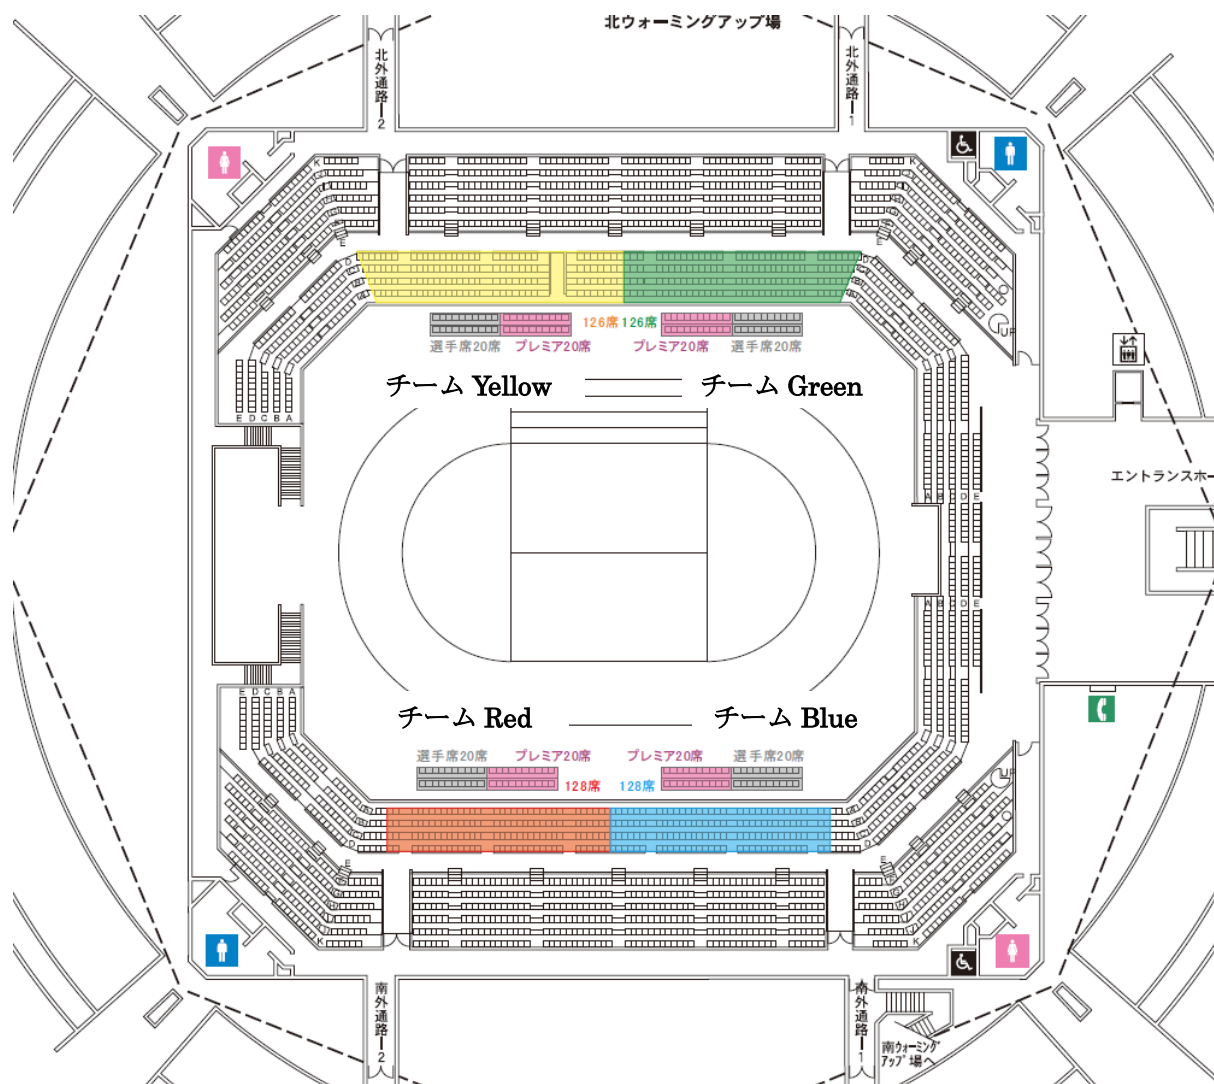 北ウォーミングアップ場
北外通路ー2
北外通路ー1
K
K
E
E
D
D
UP
126席 126席
選手席20席 プレミア20席 プレミア20席 選手席20席
チーム Yellow チーム Green
E D C B A
エントランスホー
A B C D E
A B C D E
E D C B A
チーム Red チーム Blue
選手席20席 プレミア20席 プレミア20席 選手席20席
128席 128席
UP
A
A
D
D
E
E
K
K
南外通路ー2
南外通路ー1
南ウォーミング
アップ場へ